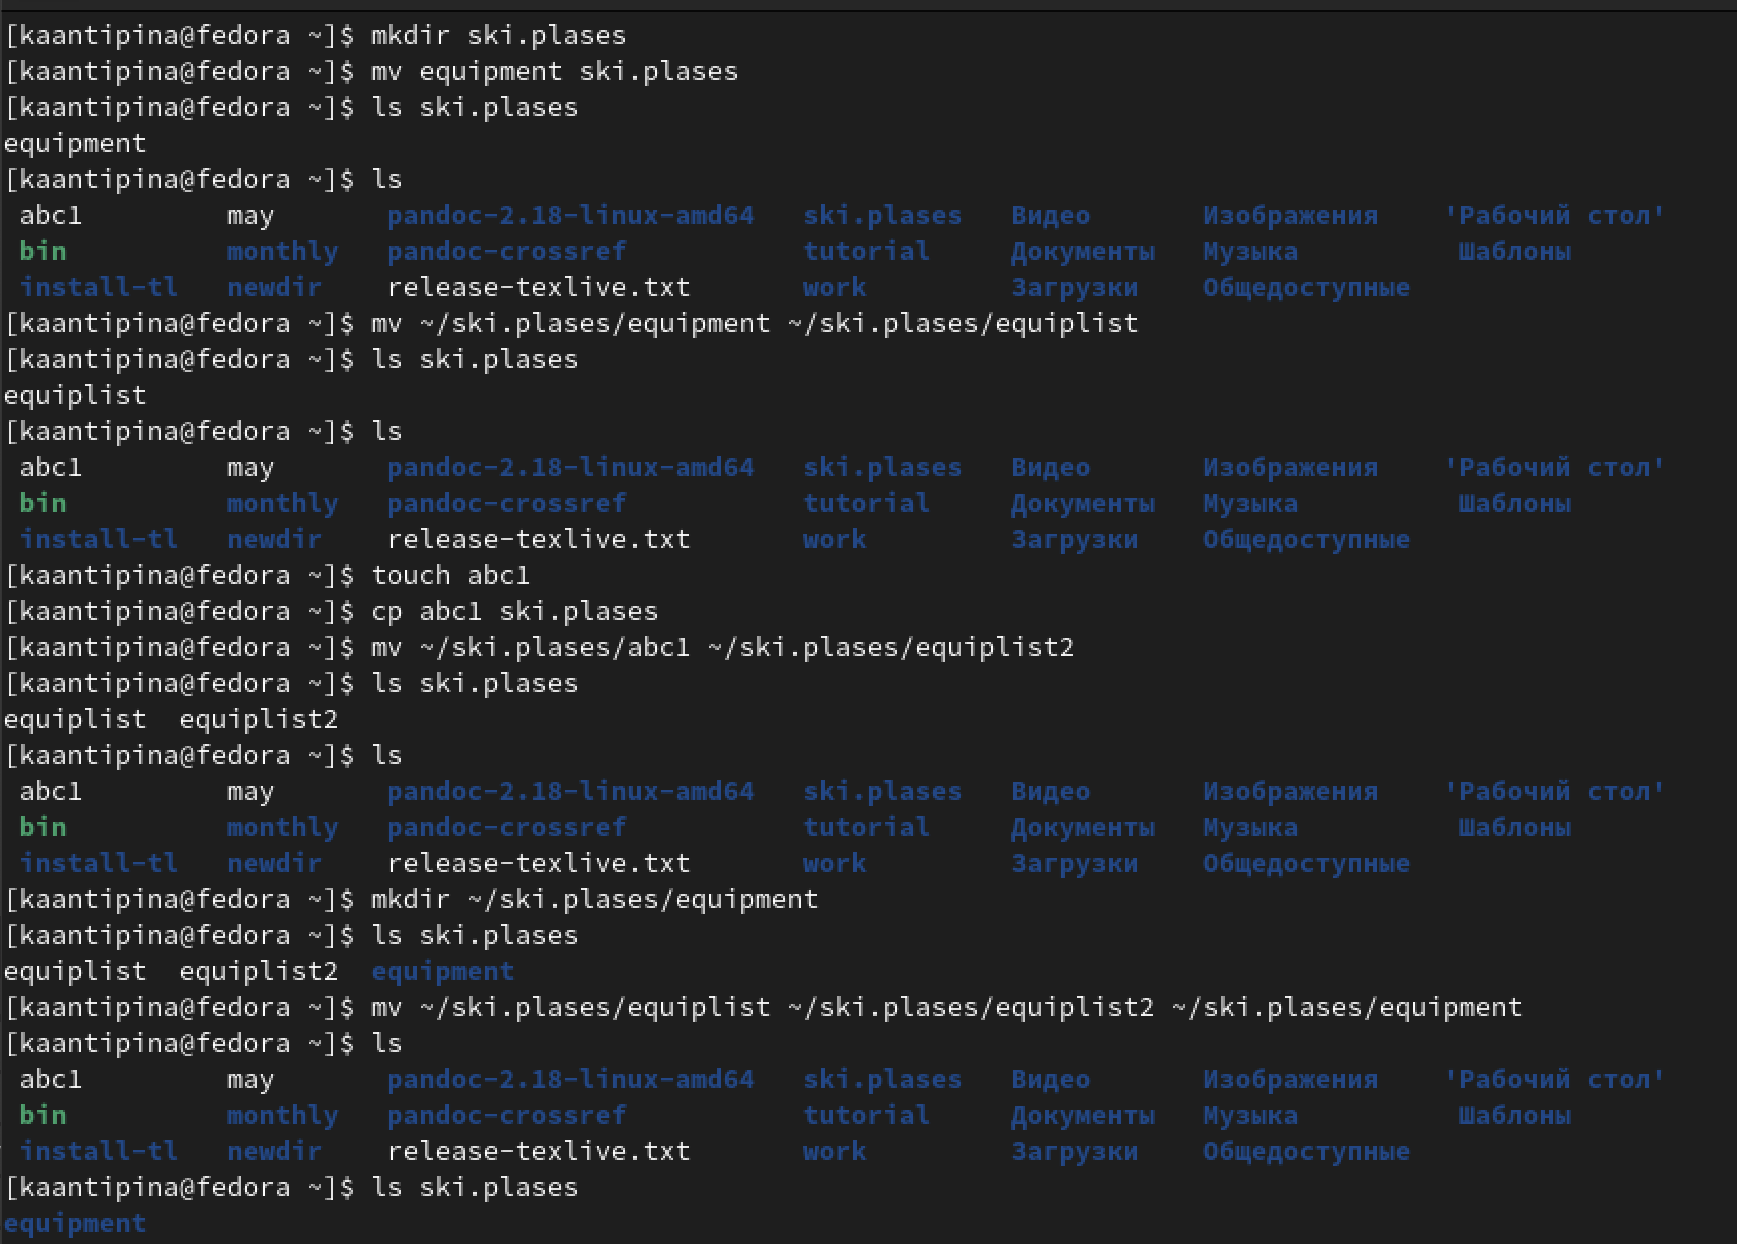 [kaantipina@fedora ~]$ mkdir ski.plases
[kaantipina@fedora ~]$ mv equipment ski.plases
[kaantipina@fedora ~]$ ls ski.plases
equipment
[kaantipina@fedora ~]$ ls
abc1 may pandoc-2.18-linux-amd64 ski.plases Видео Изображения 'Рабочий стол'
bin monthly pandoc-crossref tutorial Документы Музыка Шаблоны
install-tl newdir release-texlive.txt work Загрузки Общедоступные
[kaantipina@fedora ~]$ mv ~/ski.plases/equipment ~/ski.plases/equiplist
[kaantipina@fedora ~]$ ls ski.plases
equiplist
[kaantipina@fedora ~]$ ls
abc1 may pandoc-2.18-linux-amd64 ski.plases Видео Изображения 'Рабочий стол'
bin monthly pandoc-crossref tutorial Документы Музыка Шаблоны
install-tl newdir release-texlive.txt work Загрузки Общедоступные
[kaantipina@fedora ~]$ touch abc1
[kaantipina@fedora ~]$ cp abc1 ski.plases
[kaantipina@fedora ~]$ mv ~/ski.plases/abc1 ~/ski.plases/equiplist2
[kaantipina@fedora ~]$ ls ski.plases
equiplist equiplist2
[kaantipina@fedora ~]$ ls
abc1 may pandoc-2.18-linux-amd64 ski.plases Видео Изображения 'Рабочий стол'
bin monthly pandoc-crossref tutorial Документы Музыка Шаблоны
install-tl newdir release-texlive.txt work Загрузки Общедоступные
[kaantipina@fedora ~]$ mkdir ~/ski.plases/equipment
[kaantipina@fedora ~]$ ls ski.plases
equiplist equiplist2 equipment
[kaantipina@fedora ~]$ mv ~/ski.plases/equiplist ~/ski.plases/equiplist2 ~/ski.plases/equipment
[kaantipina@fedora ~]$ ls
abc1 may pandoc-2.18-linux-amd64 ski.plases Видео Изображения 'Рабочий стол'
bin monthly pandoc-crossref tutorial Документы Музыка Шаблоны
install-tl newdir release-texlive.txt work Загрузки Общедоступные
[kaantipina@fedora ~]$ ls ski.plases
equipment